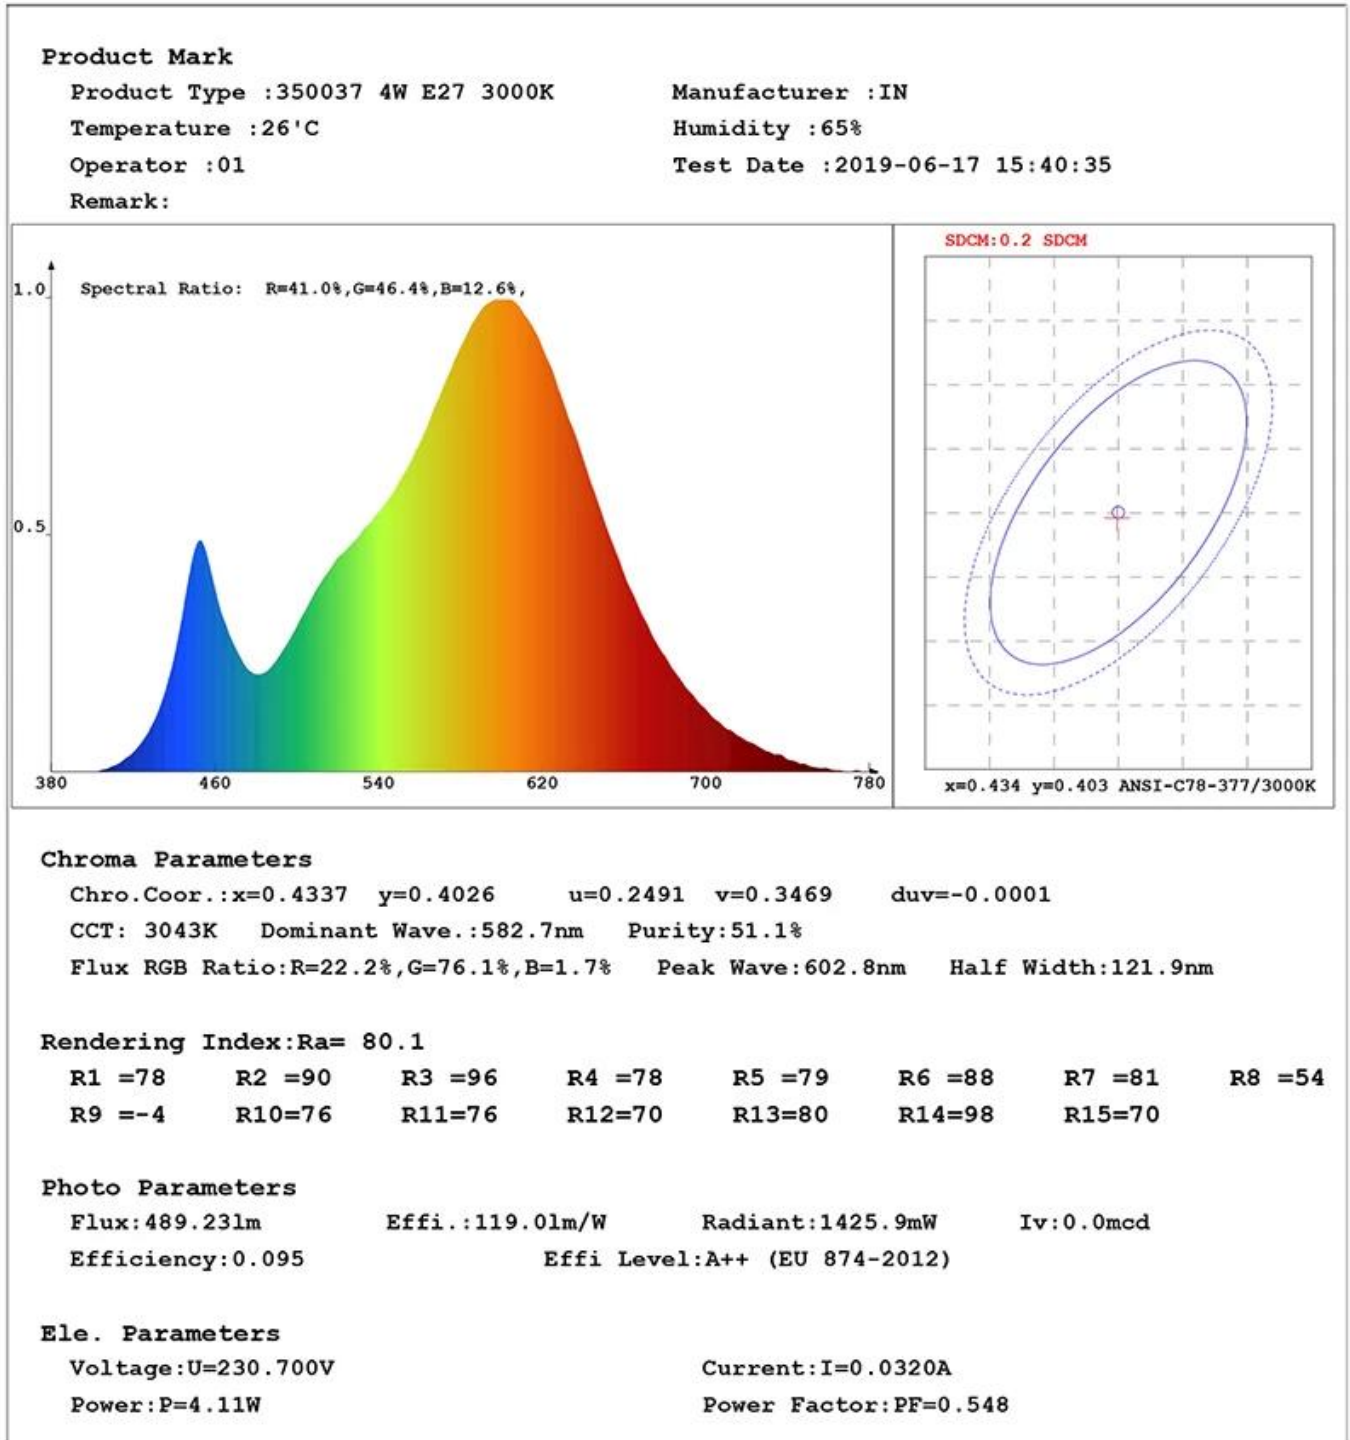 Product Mark
Product Type :350037 4W E27 3000K Manufacturer :IN
Temperature :26'C Humidity :65%
Operator :01 Test Date :2019-06-17 15:40:35
Remark:
SDCM:0.2 SDCM
1.0 Spectral Ratio: R=41.0%,G=46.4%,B=12.6%,
0.5
380 460 540 620 700 780
x=0.434 y=0.403 ANSI-C78-377/3000K
Chroma Parameters
Chro.Coor.:x=0.4337 y=0.4026 u=0.2491 v=0.3469 duv=-0.0001
CCT: 3043K Dominant Wave.:582.7nm Purity:51.1%
Flux RGB Ratio:R=22.2%,G=76.1%,B=1.7% Peak Wave:602.8nm Half Width:121.9nm
Rendering Index:Ra= 80.1
R1 =78 R2 =90 R3 =96 R4 =78 R5 =79 R6 =88 R7 =81 R8 =54
R9 =-4 R10=76 R11=76 R12=70 R13=80 R14=98 R15=70
Photo Parameters
Flux:489.23lm Effi.:119.0lm/W Radiant:1425.9mW Iv:0.0mcd
Efficiency:0.095 Effi Level:A++ (EU 874-2012)
Ele. Parameters
Voltage:U=230.700V Current:I=0.0320A
Power:P=4.11W Power Factor:PF=0.548